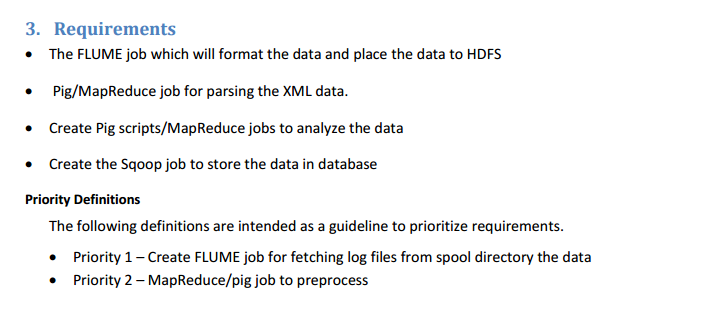 3. Requirements
• The FLUME job which will format the data and place the data to HDFS
• Pig/MapReduce job for parsing the XML data.
• Create Pig scripts/MapReduce jobs to analyze the data
• Create the Sqoop job to store the data in database
Priority Definitions
The following definitions are intended as a guideline to prioritize requirements.
• Priority 1 – Create FLUME job for fetching log files from spool directory the data
• Priority 2 – MapReduce/pig job to preprocess